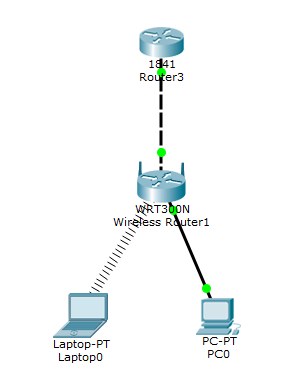 1841
Router3
WRT300N
Wireless Router1
Laptop-PT
Laptop0
PC-PT
PC0